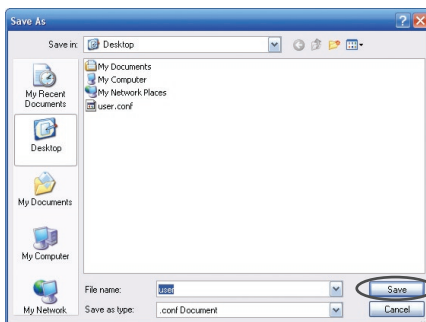 Save As
Save in:
Desktop
My Documents
My Computer
My Network Places
user.conf
My Recent
Documents
Desktop
My Documents
My Computer
My Network
File name:
user
Save
Save as type:
.conf Document
Cancel